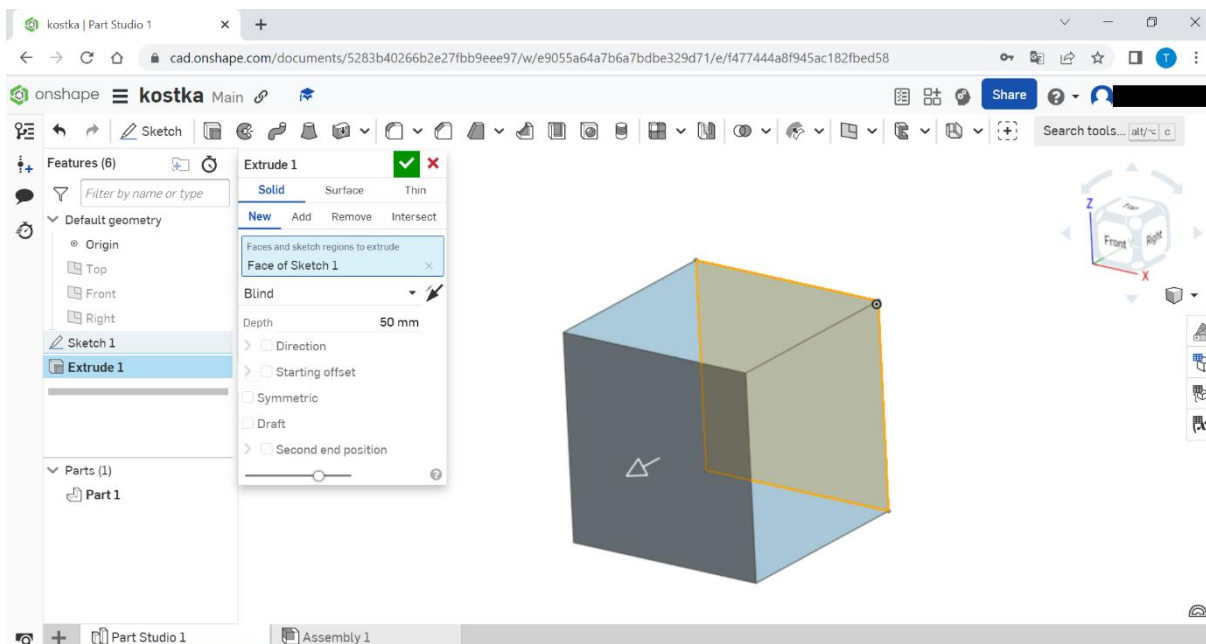 kostka | Part Studio 1
cad.onshape.com/documents/5283b40266b2e27fbb9eee97/w/e9055a64a7b6a7bdbe329d71/e/f477444a8f945ac182fbed58
T
onshape kostka Main Share
Sketch Search tools... alt/⌥ c
Features (6)
Filter by name or type
Default geometry
Origin
Top
Front
Right
Sketch 1
Extrude 1
Parts (1)
Part 1
Extrude 1
Solid Surface Thin
New Add Remove Intersect
Faces and sketch regions to extrude
Face of Sketch 1
Blind
Depth 50 mm
Direction
Starting offset
Symmetric
Draft
Second end position
Z
Top
Front Right
X
Part Studio 1 Assembly 1